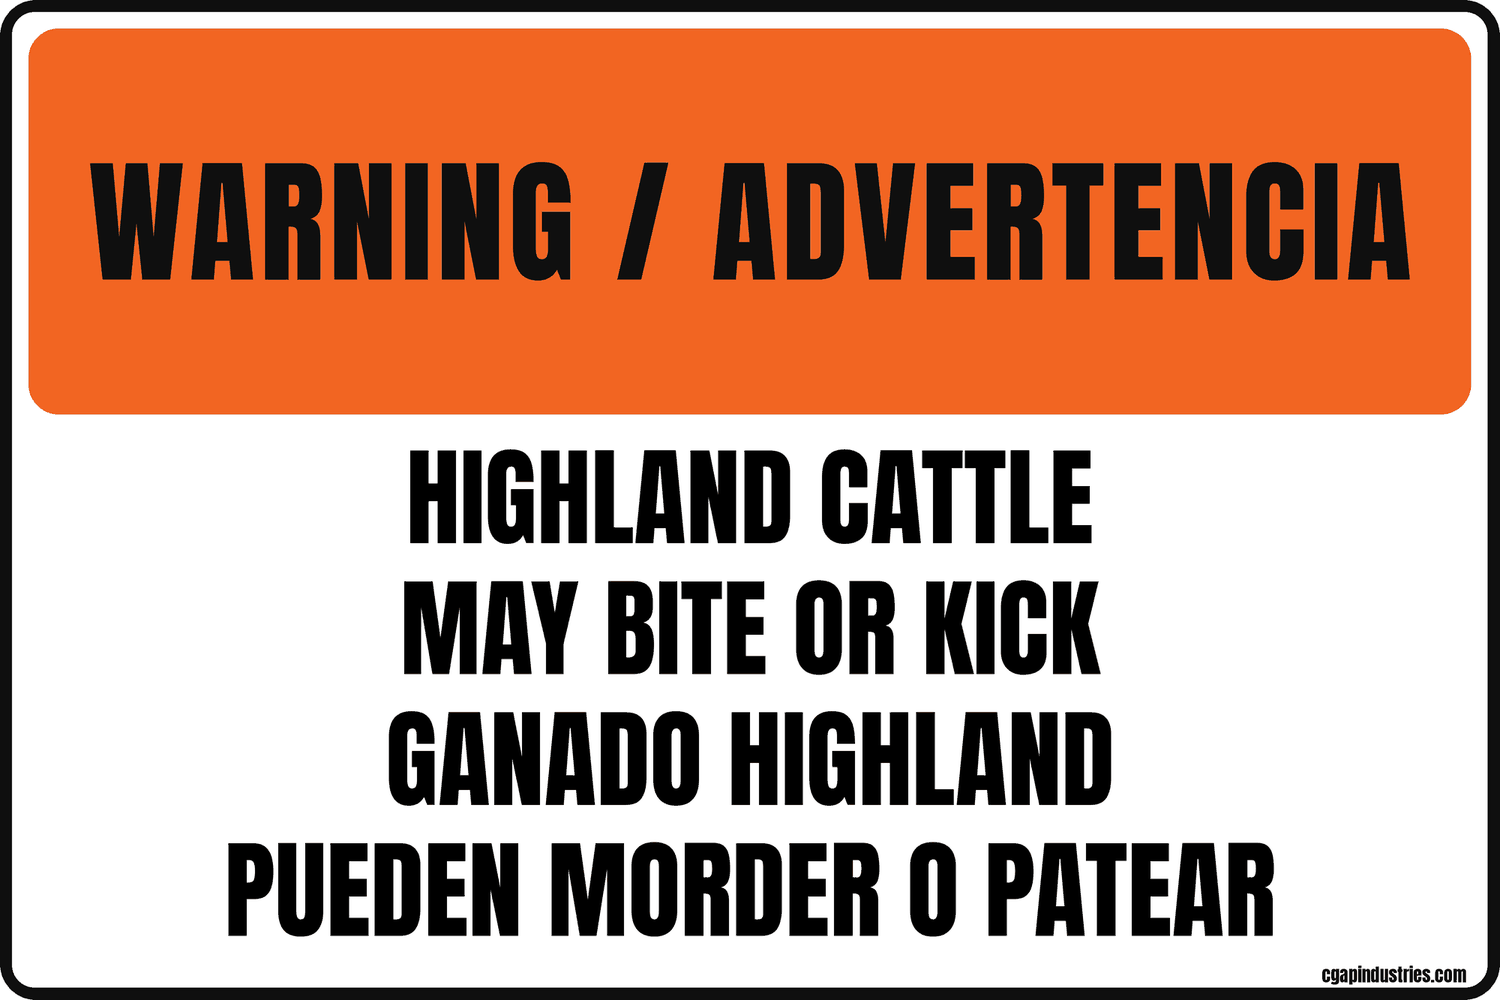 WARNING / ADVERTENCIA
HIGHLAND CATTLE
MAY BITE OR KICK
GANADO HIGHLAND
PUEDEN MORDER O PATEAR
cgapindustries.com